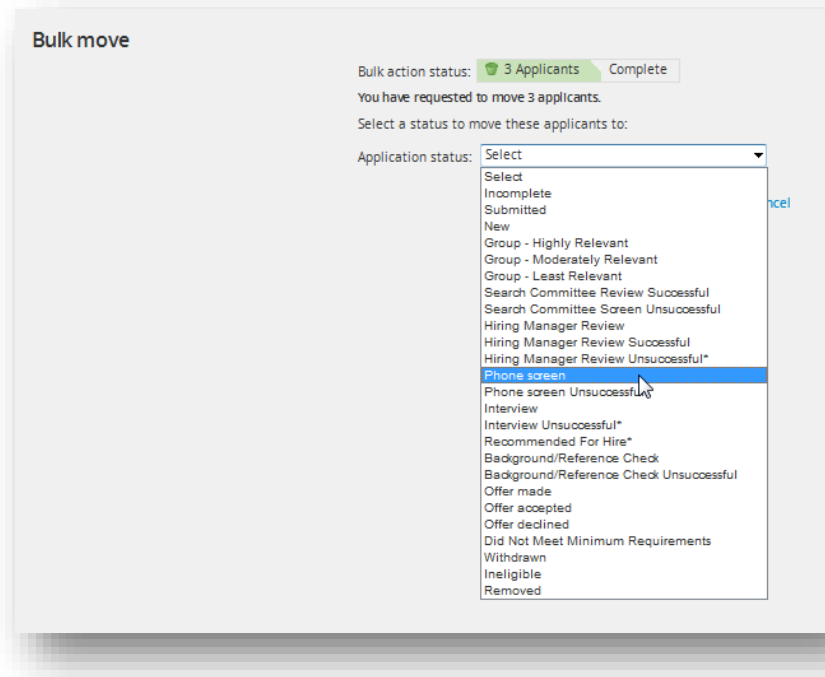 Bulk move
Bulk action status: 3 Applicants Complete
You have requested to move 3 applicants.
Select a status to move these applicants to:
Application status: Select
Select
Incomplete
ncel
Submitted
New
Group - Highly Relevant
Group - Moderately Relevant
Group - Least Relevant
Search Committee Review Successful
Search Committee Screen Unsuccessful
Hiring Manager Review
Hiring Manager Review Successful
Hiring Manager Review Unsuccessful*
Phone screen
Phone screen Unsuccessful
Interview
Interview Unsuccessful*
Recommended For Hire*
Background/Reference Check
Background/Reference Check Unsuccessful
Offer made
Offer accepted
Offer declined
Did Not Meet Minimum Requirements
Withdrawn
Ineligible
Removed